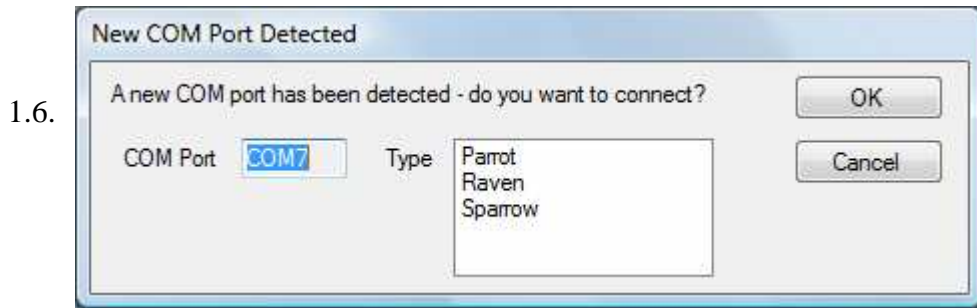 New COM Port Detected
1.6.
A new COM port has been detected - do you want to connect?
OK
COM Port
COM7
Type
Parrot
Raven
Sparrow
Cancel